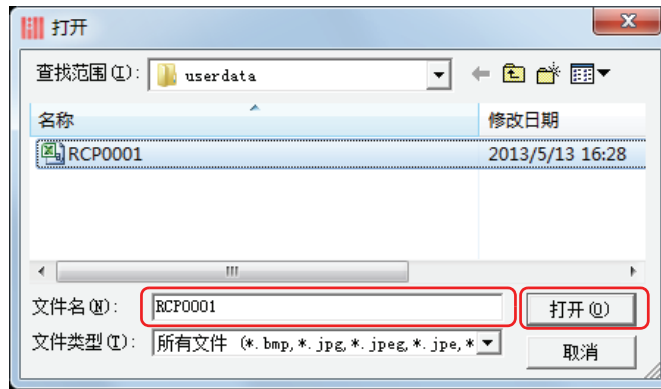 打开
查找范围(I): userdata
名称 修改日期
RCP0001 2013/5/13 16:28
文件名(N): RCP0001 打开(O)
文件类型(T): 所有文件 (*.bmp,*.jpg,*.jpeg,*.jpe,*
取消